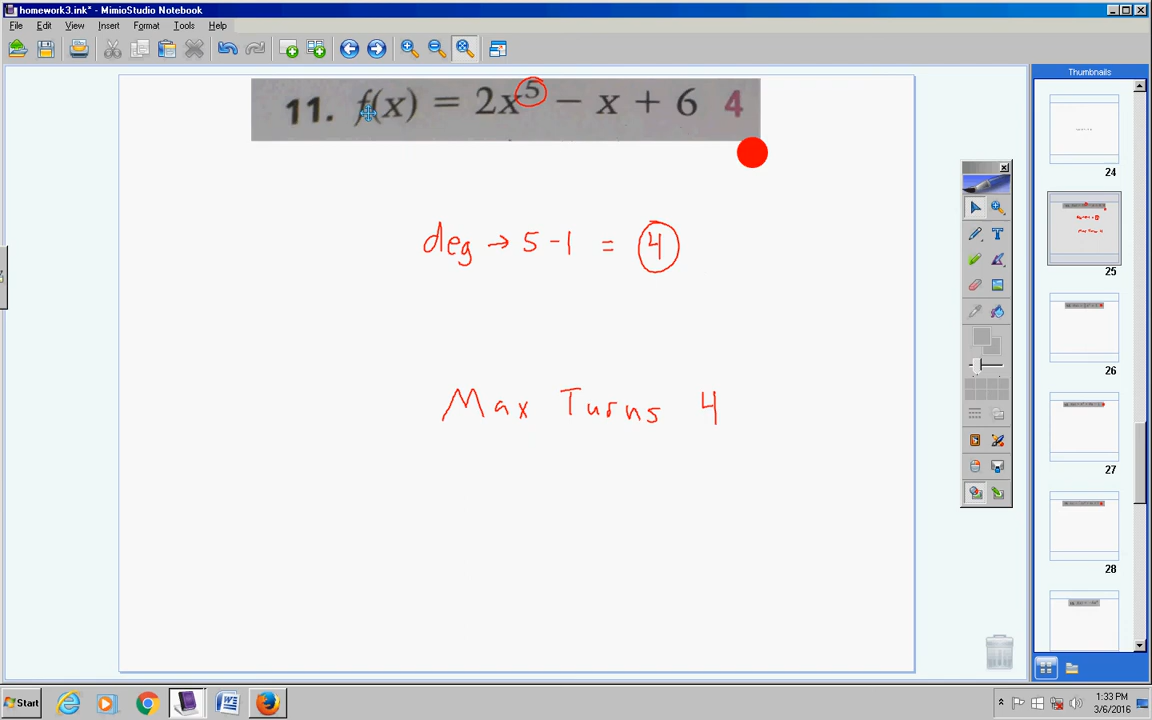 homework3.ink* - MimioStudio Notebook
File Edit View Insert Format Tools Help
Thumbnails
11. f(x) = 2x⁵ − x + 6 4
deg → 5 - 1 = 4
Max Turns 4
24
25
26
27
28
T
W
Start
1:33 PM
3/6/2016